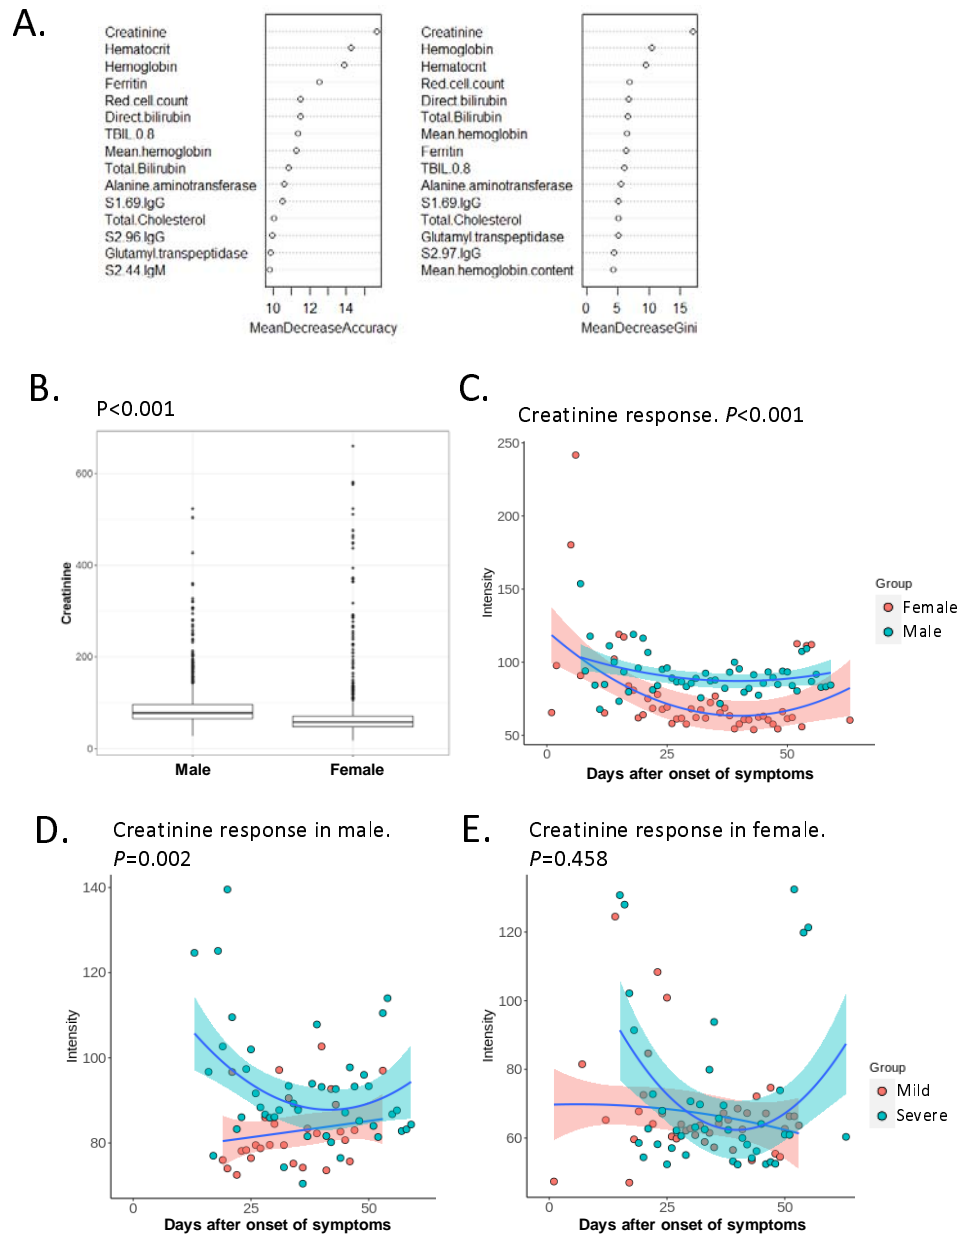 A.
Creatinine
Hematocrit
Hemoglobin
Ferritin
Red.cell.count
Direct.bilirubin
TBIL.0.8
Mean.hemoglobin
Total.Bilirubin
Alanine.aminotransferase
S1.69.IgG
Total.Cholesterol
S2.96.IgG
Glutamyl.transpeptidase
S2.44.IgM
10 12 14
MeanDecreaseAccuracy
Creatinine
Hemoglobin
Hematocrit
Red.cell.count
Direct.bilirubin
Total.Bilirubin
Mean.hemoglobin
Ferritin
TBIL.0.8
Alanine.aminotransferase
S1.69.IgG
Total.Cholesterol
Glutamyl.transpeptidase
S2.97.IgG
Mean.hemoglobin.content
0 5 10 15
MeanDecreaseGini
B.
P<0.001
600
400
200
0
Creatinine
Male Female
C.
Creatinine response. P<0.001
250
200
150
100
50
Intensity
0 25 50
Days after onset of symptoms
Group
Female
Male
D.
Creatinine response in male.
P=0.002
140
120
100
80
Intensity
0 25 50
Days after onset of symptoms
E.
Creatinine response in female.
P=0.458
120
100
80
60
Intensity
0 25 50
Days after onset of symptoms
Group
Mild
Severe